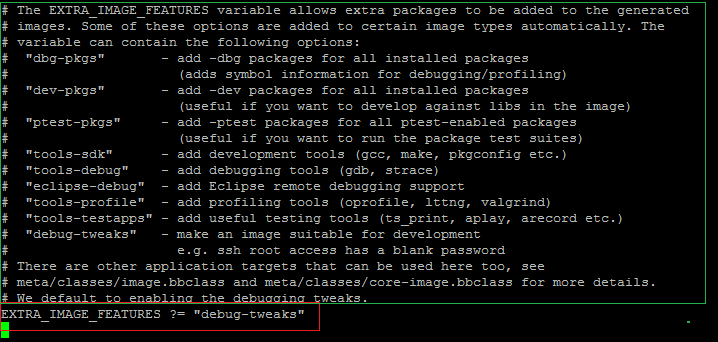 # The EXTRA_IMAGE_FEATURES variable allows extra packages to be added to the generated
# images. Some of these options are added to certain image types automatically. The
# variable can contain the following options:
#  "dbg-pkgs"       - add -dbg packages for all installed packages
#                     (adds symbol information for debugging/profiling)
#  "dev-pkgs"       - add -dev packages for all installed packages
#                     (useful if you want to develop against libs in the image)
#  "ptest-pkgs"     - add -ptest packages for all ptest-enabled packages
#                     (useful if you want to run the package test suites)
#  "tools-sdk"      - add development tools (gcc, make, pkgconfig etc.)
#  "tools-debug"    - add debugging tools (gdb, strace)
#  "eclipse-debug"  - add Eclipse remote debugging support
#  "tools-profile"  - add profiling tools (oprofile, lttng, valgrind)
#  "tools-testapps" - add useful testing tools (ts_print, aplay, arecord etc.)
#  "debug-tweaks"   - make an image suitable for development
#                     e.g. ssh root access has a blank password
# There are other application targets that can be used here too, see
# meta/classes/image.bbclass and meta/classes/core-image.bbclass for more details.
# We default to enabling the debugging tweaks.
EXTRA_IMAGE_FEATURES ?= "debug-tweaks"